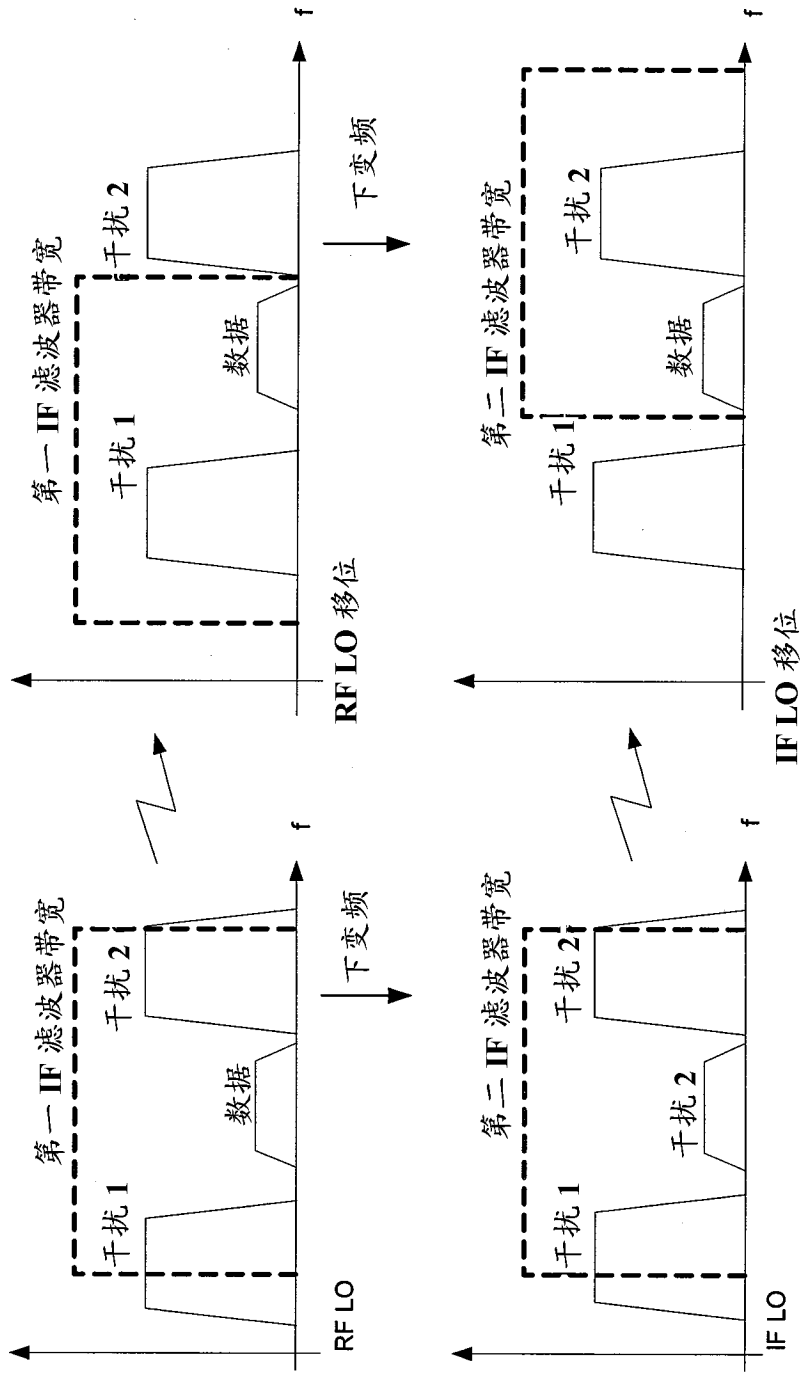 第一 IF 滤波器带宽
干扰 1
干扰 2
数据
f
RF LO
下变频
第一 IF 滤波器带宽
干扰 1
干扰 2
数据
f
RF LO 移位
下变频
第二 IF 滤波器带宽
干扰 1
干扰 2
干扰 2
f
IF LO
第二 IF 滤波器带宽
干扰 1
干扰 2
数据
f
IF LO 移位